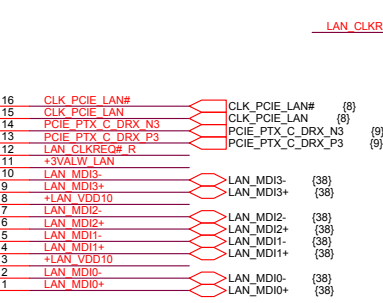 LAN_CLKR
16 CLK_PCIE_LAN# CLK_PCIE_LAN# {8}
15 CLK_PCIE_LAN CLK_PCIE_LAN {8}
14 PCIE_PTX_C_DRX_N3 PCIE_PTX_C_DRX_N3 {9}
13 PCIE_PTX_C_DRX_P3 PCIE_PTX_C_DRX_P3 {9}
12 LAN_CLKREQ#_R
11 +3VALW_LAN
10 LAN_MDI3- LAN_MDI3- {38}
9 LAN_MDI3+ LAN_MDI3+ {38}
8 +LAN_VDD10
7 LAN_MDI2- LAN_MDI2- {38}
6 LAN_MDI2+ LAN_MDI2+ {38}
5 LAN_MDI1- LAN_MDI1- {38}
4 LAN_MDI1+ LAN_MDI1+ {38}
3 +LAN_VDD10
2 LAN_MDI0- LAN_MDI0- {38}
1 LAN_MDI0+ LAN_MDI0+ {38}